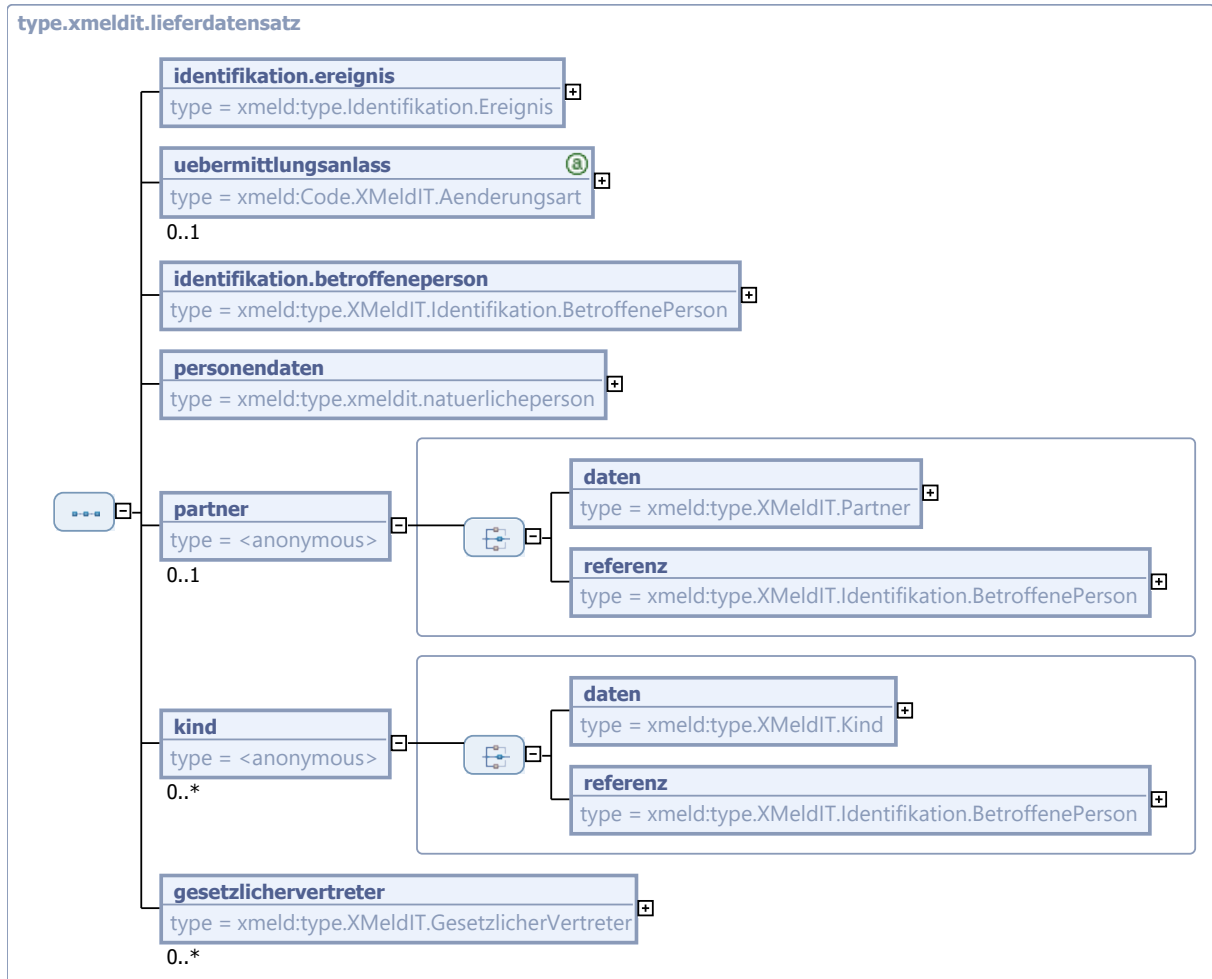 type.xmeldit.lieferdatensatz
identifikation.ereignis
type = xmeld:type.Identifikation.Ereignis
uebermittlungsanlass
a
type = xmeld:Code.XMeldIT.Aenderungsart
0..1
identifikation.betroffeneperson
type = xmeld:type.XMeldIT.Identifikation.BetroffenePerson
personendaten
type = xmeld:type.xmeldit.natuerlicheperson
partner
type = <anonymous>
0..1
daten
type = xmeld:type.XMeldIT.Partner
referenz
type = xmeld:type.XMeldIT.Identifikation.BetroffenePerson
kind
type = <anonymous>
0..*
daten
type = xmeld:type.XMeldIT.Kind
referenz
type = xmeld:type.XMeldIT.Identifikation.BetroffenePerson
gesetzlichervertreter
type = xmeld:type.XMeldIT.GesetzlicherVertreter
0..*